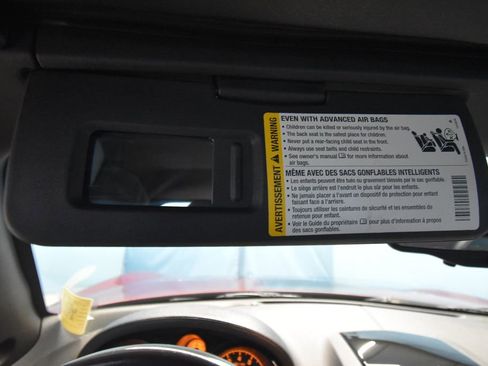 AVERTISSEMENT ⚠ WARNING
EVEN WITH ADVANCED AIR BAGS
• Children can be killed or seriously injured by the air bag.
• The back seat is the safest place for children.
• Never put a rear-facing child seat in the front.
• Always use seat belts and child restraints.
• See owner's manual for more information about
air bags.
MÊME AVEC DES SACS GONFLABLES INTELLIGENTS
• Les enfants peuvent être tués ou gravement blessés par le sac gonflable.
• Le siège arrière est l'endroit le plus sûr pour les enfants.
• Ne jamais placer à l'avant un dispositif de protection pour enfant
faisant face à l'arrière.
• Toujours utiliser les ceintures de sécurité et les ensembles de
retenue pour enfant.
• Voir le Guide du propriétaire pour plus d'information à propos
des sacs gonflables.